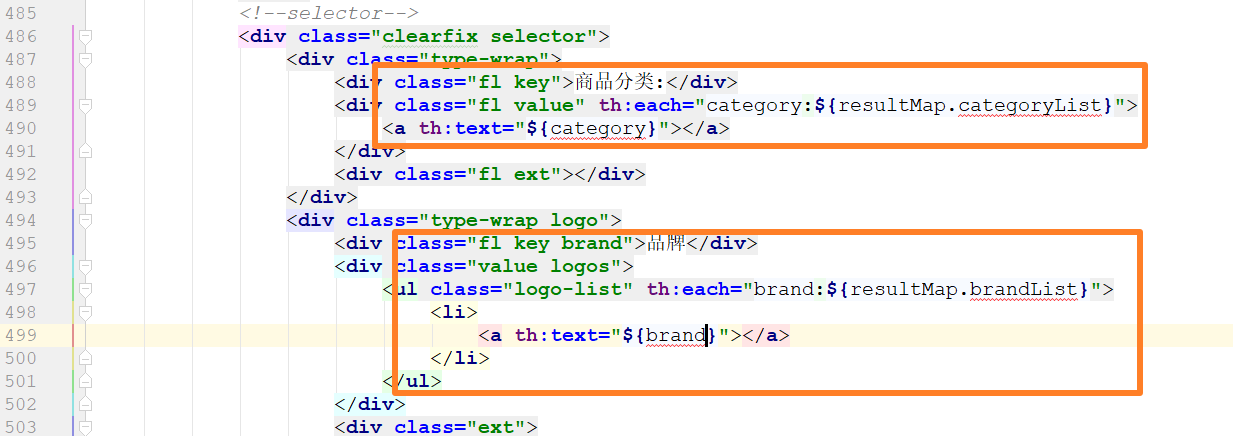 485 <!--selector-->
486 <div class="clearfix selector">
487 <div class="type-wrap">
488 <div class="fl key">商品分类:</div>
489 <div class="fl value" th:each="category:${resultMap.categoryList}">
490 <a th:text="${category}"></a>
491 </div>
492 <div class="fl ext"></div>
493 </div>
494 <div class="type-wrap logo">
495 <div class="fl key brand">品牌</div>
496 <div class="value logos">
497 <ul class="logo-list" th:each="brand:${resultMap.brandList}">
498 <li>
499 <a th:text="${brand}"></a>
500 </li>
501 </ul>
502 </div>
503 <div class="ext">